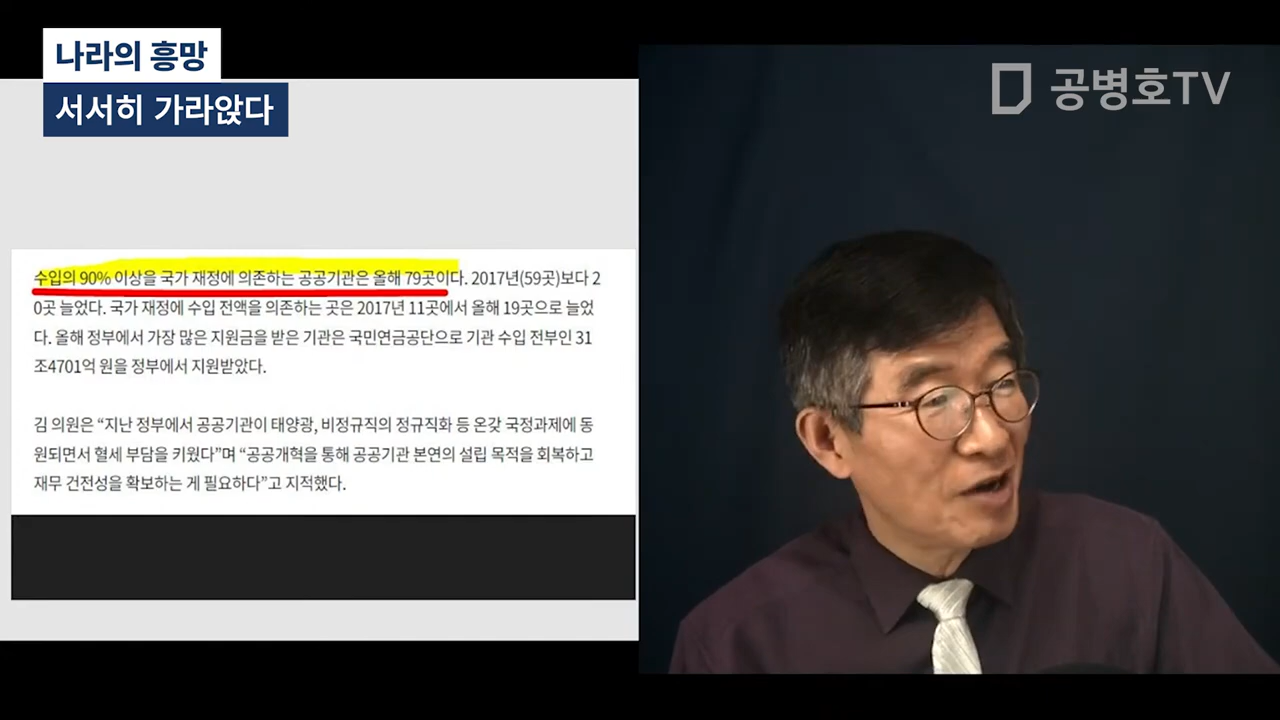 나라의 흥망
서서히 가라앉다
공병호TV
수입의 90% 이상을 국가 재정에 의존하는 공공기관은 올해 79곳이다. 2017년(59곳)보다 2
0곳 늘었다. 국가 재정에 수입 전액을 의존하는 곳은 2017년 11곳에서 올해 19곳으로 늘었
다. 올해 정부에서 가장 많은 지원금을 받은 기관은 국민연금공단으로 기관 수입 전부인 31
조4701억 원을 정부에서 지원받았다.
김 의원은 “지난 정부에서 공공기관이 태양광, 비정규직의 정규직화 등 온갖 국정과제에 동
원되면서 혈세 부담을 키웠다”며 “공공개혁을 통해 공공기관 본연의 설립 목적을 회복하고
재무 건전성을 확보하는 게 필요하다”고 지적했다.